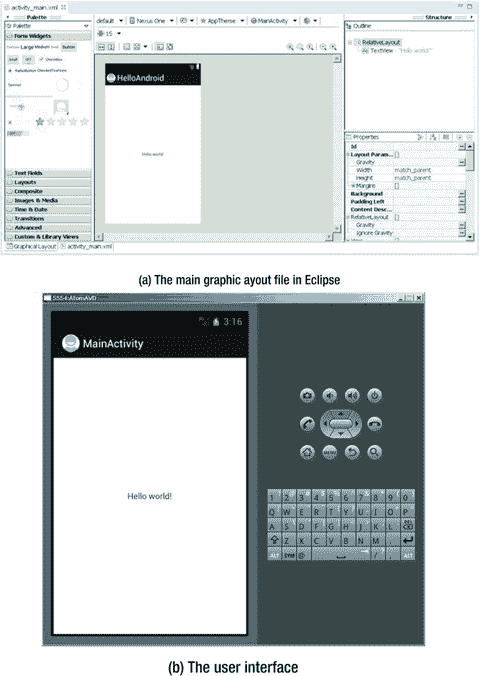 activity_main.xml
Palette
Structure
Palette
Form Widgets
default
Nexus One
AppTheme
MainActivity
15
Outline
RelativeLayout
TextView - "Hello world!"
Large Medium Small Button
Small OFF CheckBox
Spinner
HelloAndroid
Hello world!
Text Fields
Layouts
Composite
Images & Media
Time & Date
Transitions
Advanced
Custom & Library Views
Graphical Layout activity_main.xml
Properties
Id
Layout Param... []
Gravity
Width match_parent
Height match_parent
Margins []
Background
Padding Left
Content Descr...
RelativeLayout []
Gravity
Ignore Gravity
(a) The main graphic ayout file in Eclipse
5554:AtomAVD
3:16
MainActivity
Hello world!
MENU
1 2 3 4 5 6 7 8 9 0
Q W E R T Y U I O P
A S D F G H J K L DEL
Z X C V B N M .
ALT SYM @ / , ALT
(b) The user interface